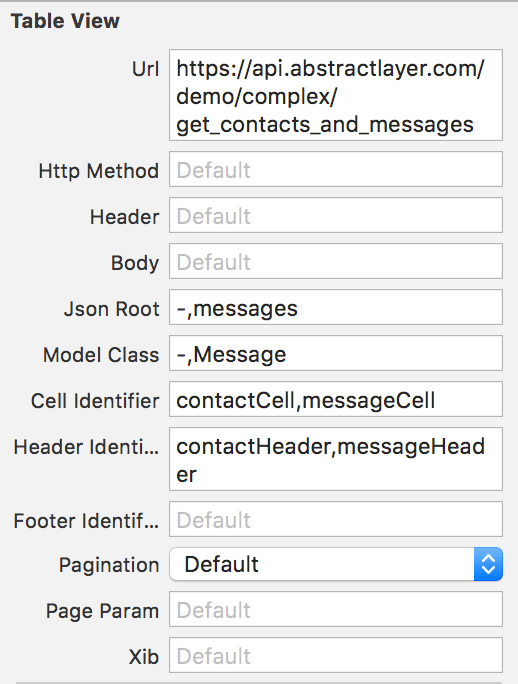 Table View
Url
https://api.abstractlayer.com/
demo/complex/
get_contacts_and_messages
Http Method
Default
Header
Default
Body
Default
Json Root
-,messages
Model Class
-,Message
Cell Identifier
contactCell,messageCell
Header Identi...
contactHeader,messageHead
er
Footer Identif...
Default
Pagination
Default
Page Param
Default
Xib
Default